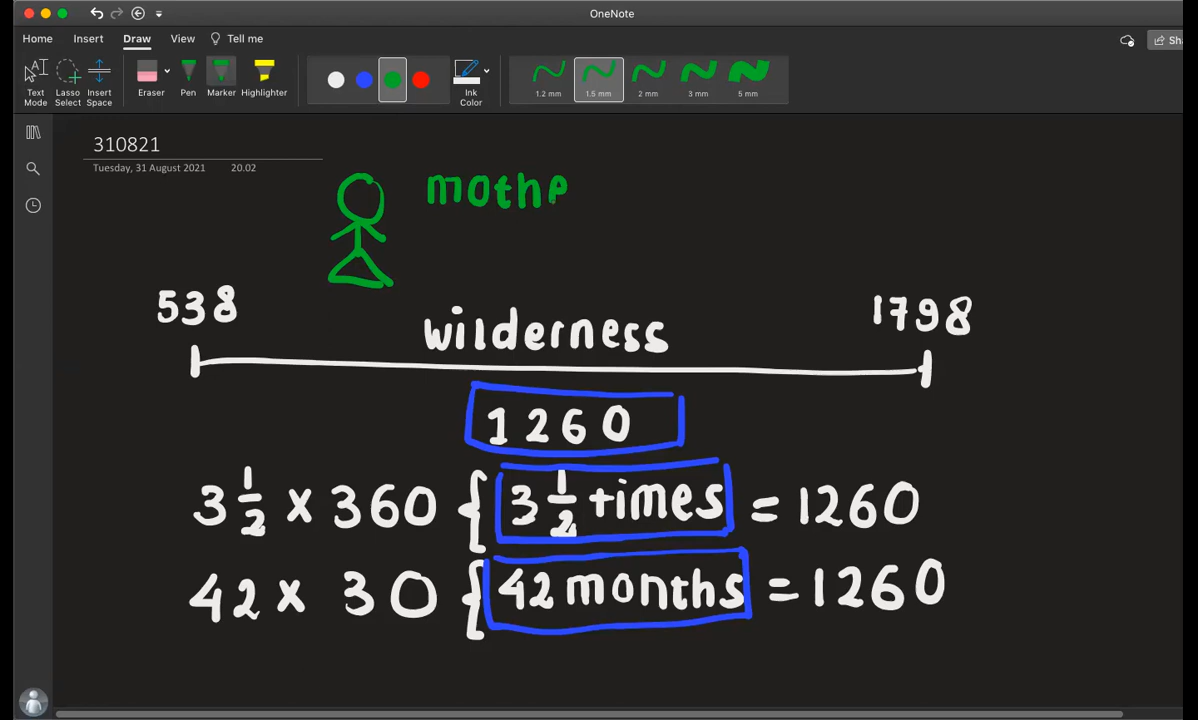 OneNote
Home Insert Draw View Tell me
Sha
A
Text Mode Lasso Select Insert Space Eraser Pen Marker Highlighter Ink Color 1.2 mm 1.5 mm 2 mm 3 mm 5 mm
310821
Tuesday, 31 August 2021 20.02
mothe
538 1798
wilderness
1260
3 1/2 x 360 { 3 1/2 times = 1260
42 x 30 { 42 months = 1260